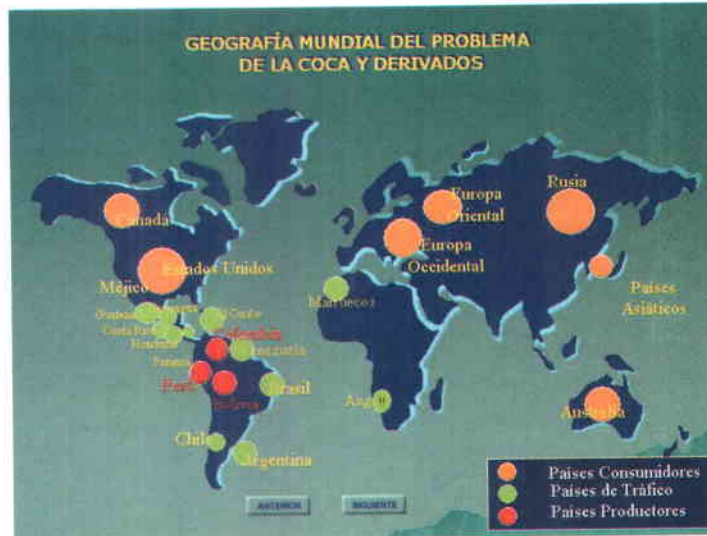 GEOGRAFÍA MUNDIAL DEL PROBLEMA
DE LA COCA Y DERIVADOS
Canadá
Estados Unidos
Méjico
El Caribe
Costa Rica
Honduras
Panamá
Colombia
Venezuela
Perú
Bolivia
Brasil
Chile
Argentina
Europa
Oriental
Rusia
Europa
Occidental
Marruecos
Países
Asiáticos
Australia
Países Consumidores
Países de Tráfico
Países Productores
ANTERIOR
SIGUIENTE